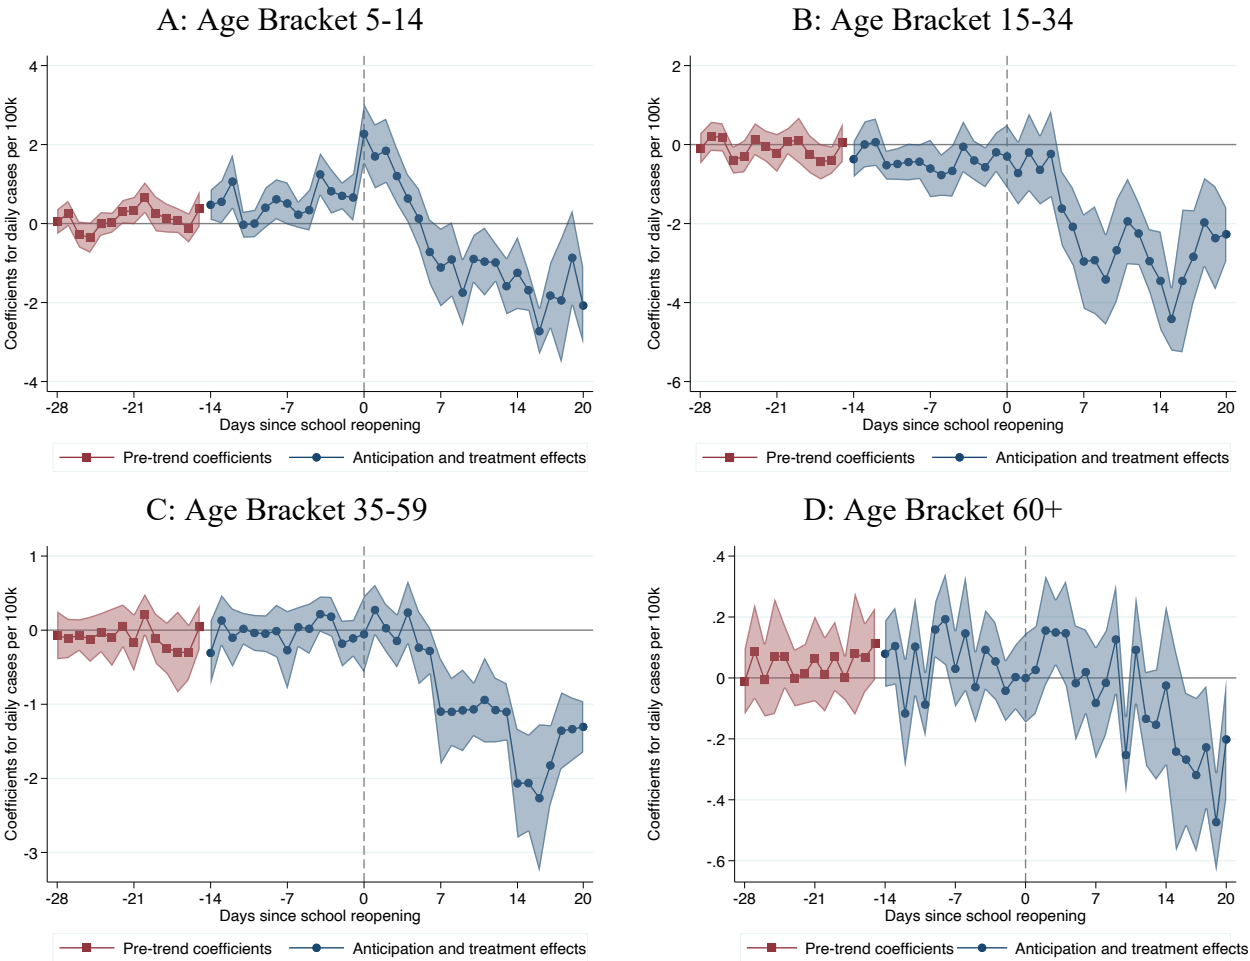 A: Age Bracket 5-14
Coefficients for daily cases per 100k
4
2
0
-2
-4
-28 -21 -14 -7 0 7 14 20
Days since school reopening
Pre-trend coefficients Anticipation and treatment effects
B: Age Bracket 15-34
Coefficients for daily cases per 100k
2
0
-2
-4
-6
-28 -21 -14 -7 0 7 14 20
Days since school reopening
Pre-trend coefficients Anticipation and treatment effects
C: Age Bracket 35-59
Coefficients for daily cases per 100k
1
0
-1
-2
-3
-28 -21 -14 -7 0 7 14 20
Days since school reopening
Pre-trend coefficients Anticipation and treatment effects
D: Age Bracket 60+
Coefficients for daily cases per 100k
.4
.2
0
-.2
-.4
-.6
-28 -21 -14 -7 0 7 14 20
Days since school reopening
Pre-trend coefficients Anticipation and treatment effects